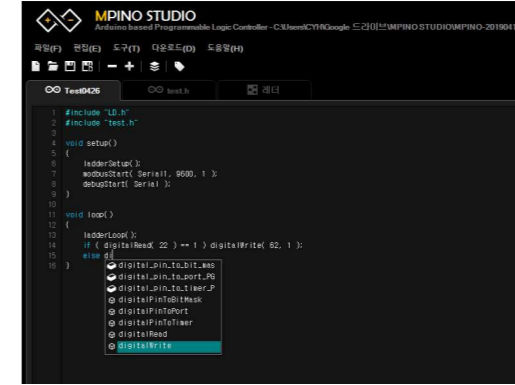 MPINO STUDIO
Arduino based Programmable Logic Controller - C:\Users\CYH\Google 드라이브\MPINO STUDIO\MPINO-2019041
파일(F) 편집(E) 도구(T) 다운로드(D) 도움말(H)
Test0426 test.h 레더
1 #include "LD.h"
2 #include "test.h"
3
4 void setup()
5 {
6 ladderSetup( );
7 modbusStart( Serial1, 9600, 1 );
8 debugStart( Serial );
9 }
10
11 void loop()
12 {
13 ladderLoop( );
14 if ( digitalRead( 22 ) == 1 ) digitalWrite( 62, 1 );
15 else di
16 }
digital_pin_to_bit_mas
digital_pin_to_port_PG
digital_pin_to_timer_P
digitalPinToBitMask
digitalPinToPort
digitalPinToTimer
digitalRead
digitalWrite